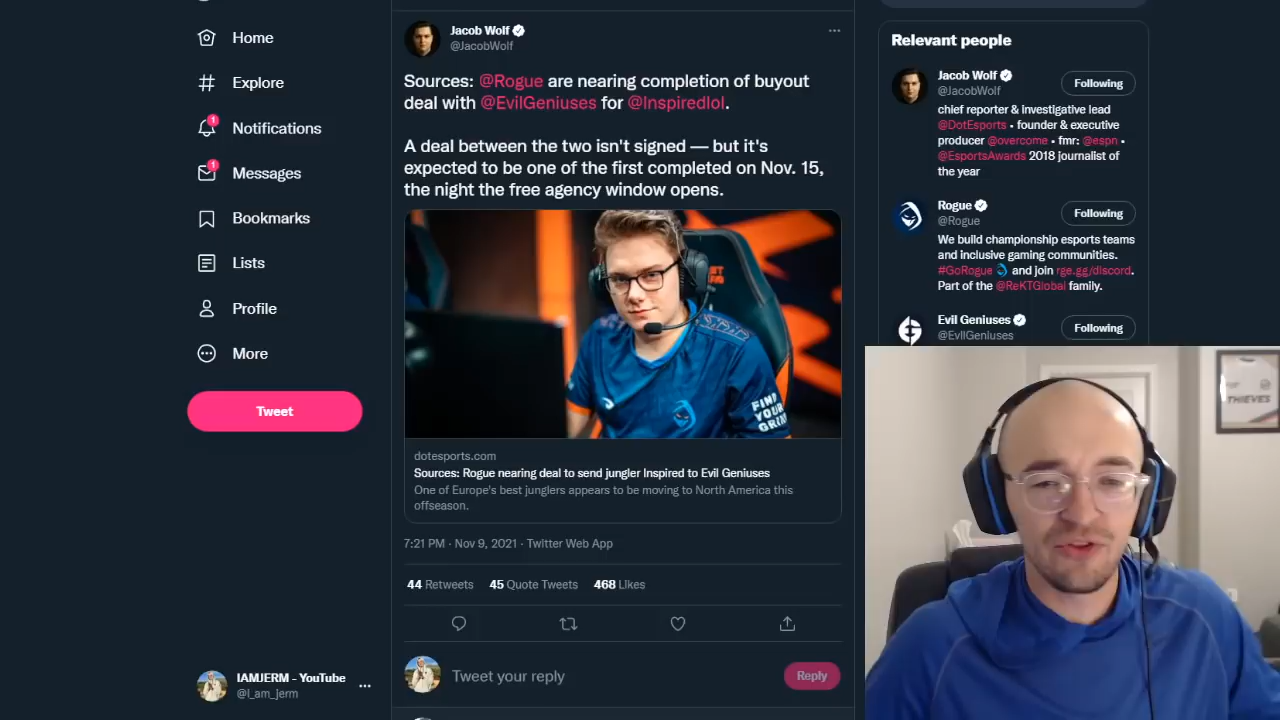 Home
Explore
1
Notifications
1
Messages
Bookmarks
Lists
Profile
More
Tweet
IAMJERM - YouTube
@I_am_jerm
Jacob Wolf
@JacobWolf
Sources: @Rogue are nearing completion of buyout
deal with @EvilGeniuses for @Inspiredlol.
A deal between the two isn't signed — but it's
expected to be one of the first completed on Nov. 15,
the night the free agency window opens.
FIND
YOUR
dotesports.com
Sources: Rogue nearing deal to send jungler Inspired to Evil Geniuses
One of Europe's best junglers appears to be moving to North America this
offseason.
7:21 PM · Nov 9, 2021 · Twitter Web App
44 Retweets 45 Quote Tweets 468 Likes
Tweet your reply
Reply
Relevant people
Jacob Wolf
@JacobWolf
Following
chief reporter & investigative lead
@DotEsports • founder & executive
producer @overcome • fmr: @espn •
@EsportsAwards 2018 journalist of
the year
Rogue
@Rogue
Following
We build championship esports teams
and inclusive gaming communities.
#GoRogue and join rge.gg/discord.
Part of the @ReKTGlobal family.
Evil Geniuses
@EvilGeniuses
Following
THIEVES